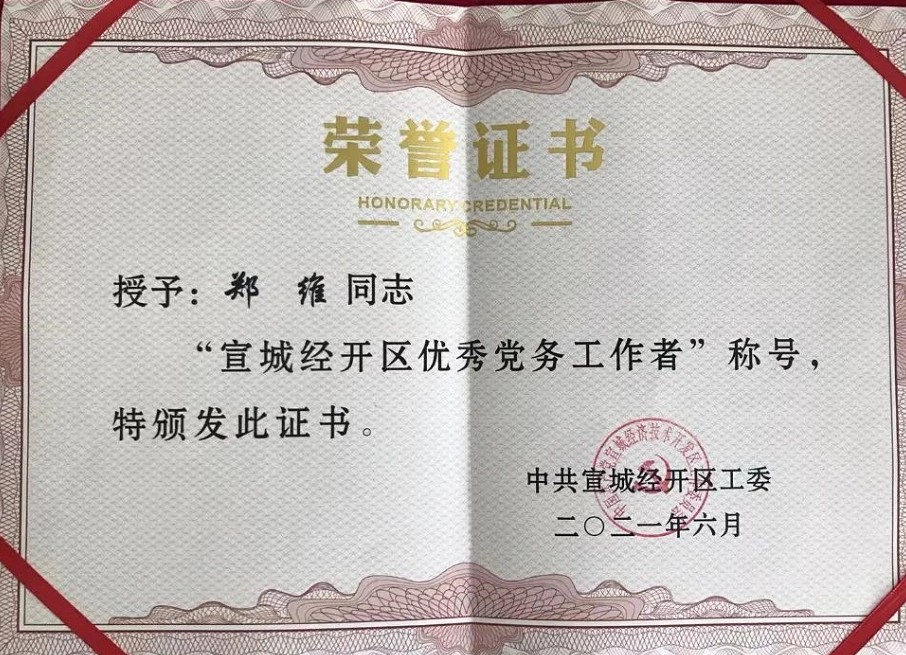 荣誉证书
HONORARY CREDENTIAL
授予：郑 维 同志
“宣城经开区优秀党务工作者”称号，
特颁发此证书。
中共宣城经开区工委
二〇二一年六月